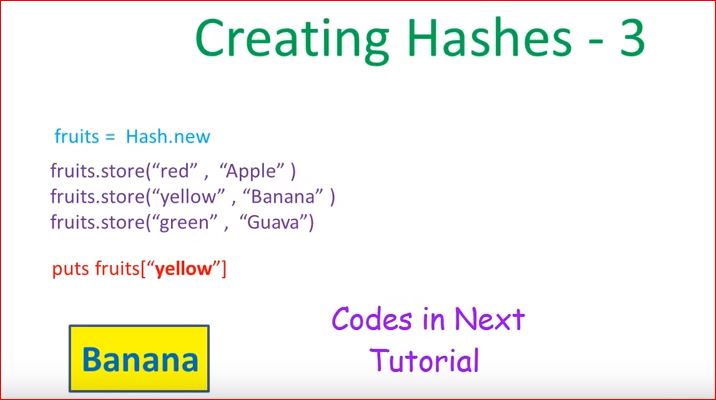 Creating Hashes - 3
fruits = Hash.new
fruits.store(“red” , “Apple” )
fruits.store(“yellow” , “Banana” )
fruits.store(“green” , “Guava”)
puts fruits[“yellow”]
Codes in Next
Tutorial
Banana